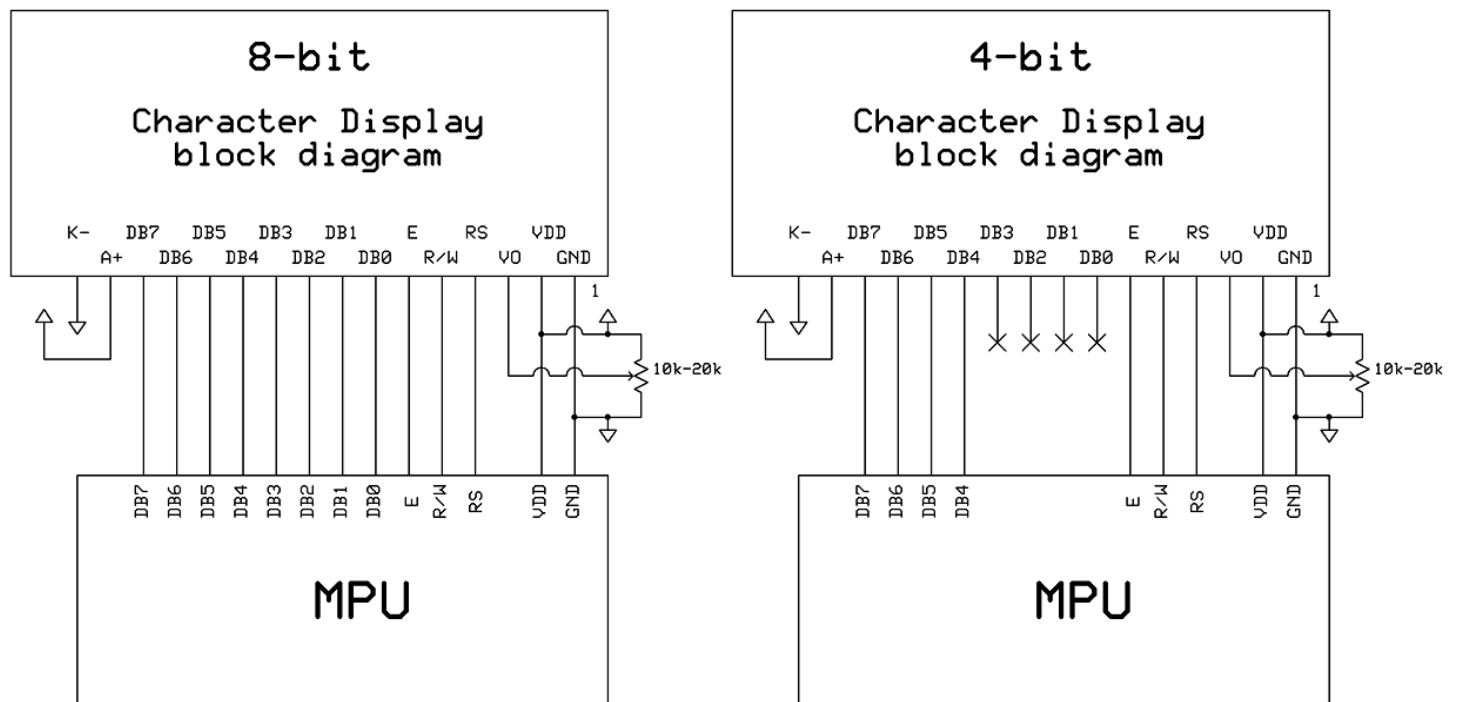 8-bit
Character Display
block diagram
K- DB7 DB5 DB3 DB1 E RS VDD
A+ DB6 DB4 DB2 DB0 R/W VO GND
1
10k-20k
DB7 DB6 DB5 DB4 DB3 DB2 DB1 DB0 E R/W RS VDD GND
MPU
4-bit
Character Display
block diagram
K- DB7 DB5 DB3 DB1 E RS VDD
A+ DB6 DB4 DB2 DB0 R/W VO GND
1
10k-20k
DB7 DB6 DB5 DB4 E R/W RS VDD GND
MPU